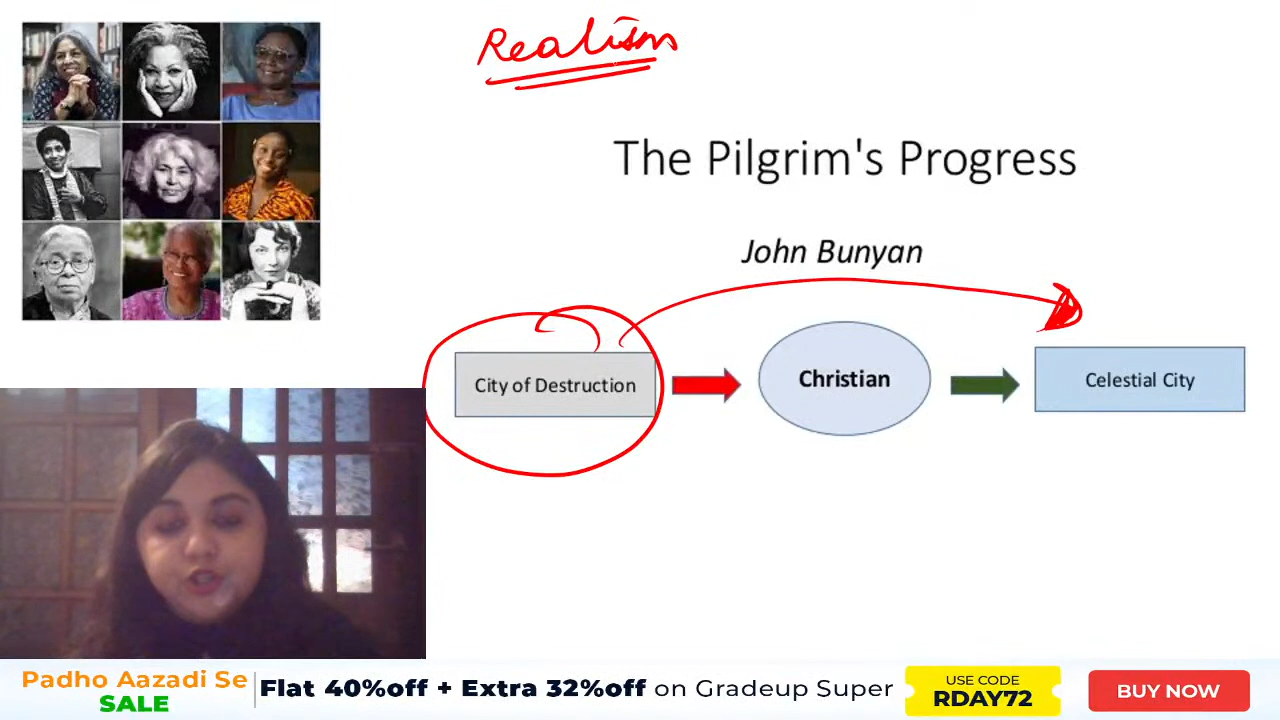 Realism
The Pilgrim's Progress
John Bunyan
City of Destruction
Christian
Celestial City
Padho Aazadi Se
SALE
Flat 40%off + Extra 32%off on Gradeup Super
USE CODE
RDAY72
BUY NOW